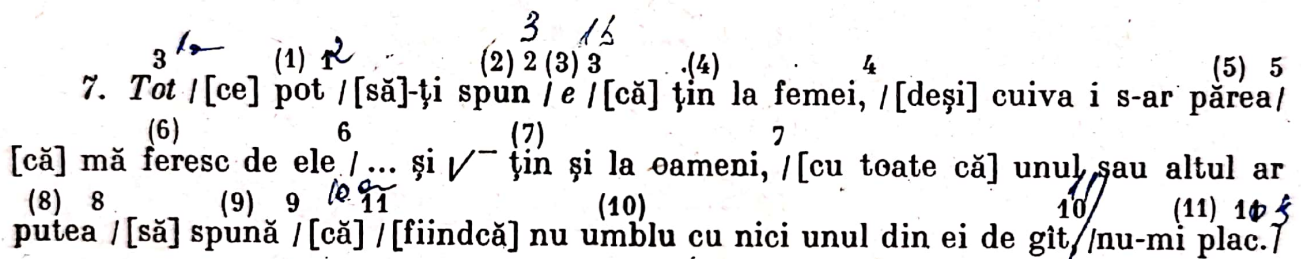 3 1a (1) 1 2 (2) 2 3 (3) 3 1b (4) 4 (5) 5
7. Tot /[ce] pot /[să]-ți spun / e /[că] țin la femei, /[deși] cuiva i s-ar părea/
(6) 6 (7) 7
[că] mă feresc de ele /... și √‾ țin și la oameni, /[cu toate că] unul sau altul ar
(8) 8 (9) 9 10a 11 (10) 10 11 (11) 11
putea /[să] spună /[că] /[fiindcă] nu umblu cu nici unul din ei de gît, /nu-mi plac./